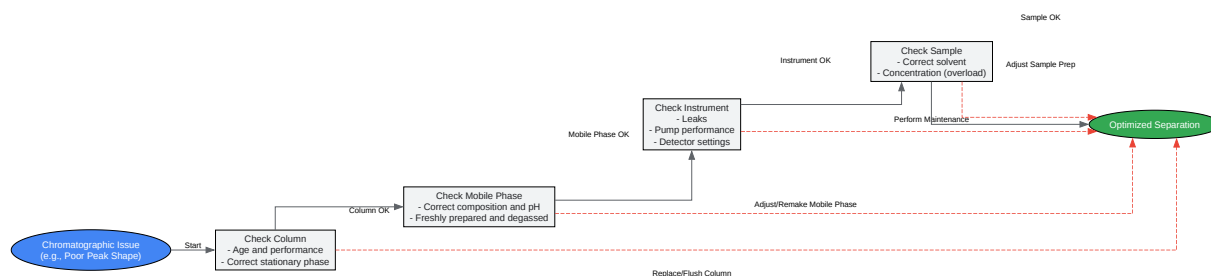 Chromatographic Issue
(e.g., Poor Peak Shape)
Start
Check Column
- Age and performance
- Correct stationary phase
Column OK
Check Mobile Phase
- Correct composition and pH
- Freshly prepared and degassed
Mobile Phase OK
Check Instrument
- Leaks
- Pump performance
- Detector settings
Instrument OK
Check Sample
- Correct solvent
- Concentration (overload)
Sample OK
Adjust Sample Prep
Perform Maintenance
Optimized Separation
Adjust/Remake Mobile Phase
Replace/Flush Column